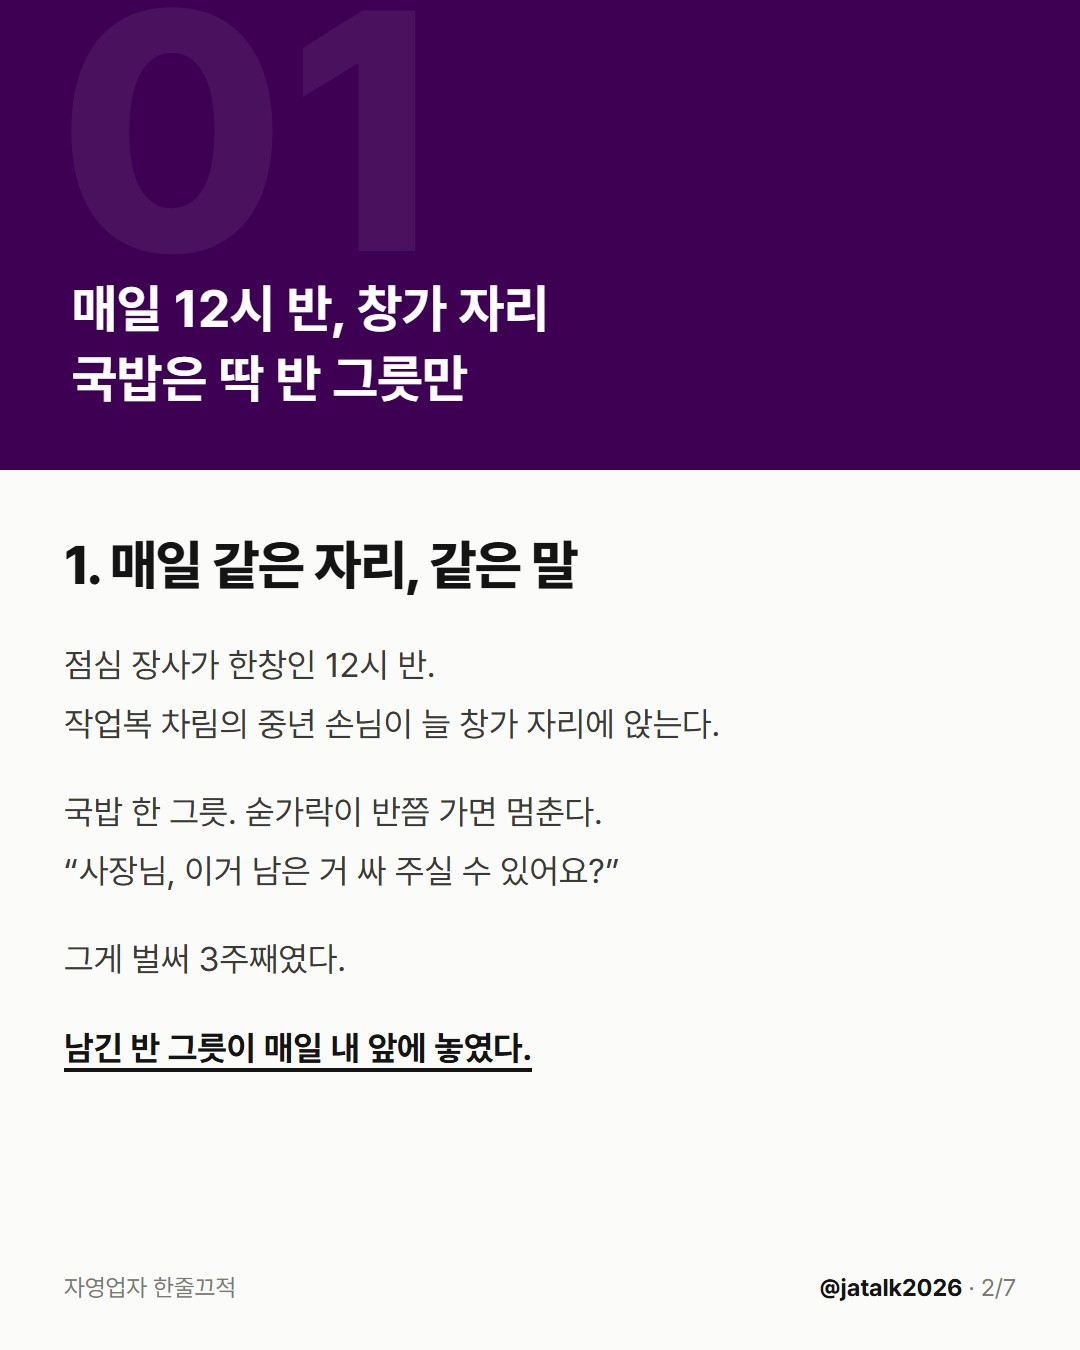 01
매일 12시 반, 창가 자리
국밥은 딱 반 그릇만
1. 매일 같은 자리, 같은 말
점심 장사가 한창인 12시 반.
작업복 차림의 중년 손님이 늘 창가 자리에 앉는다.
국밥 한 그릇. 숟가락이 반쯤 가면 멈춘다.
“사장님, 이거 남은 거 싸 주실 수 있어요?”
그게 벌써 3주째였다.
남긴 반 그릇이 매일 내 앞에 놓였다.
자영업자 한줄끄적
@jatalk2026 · 2/7